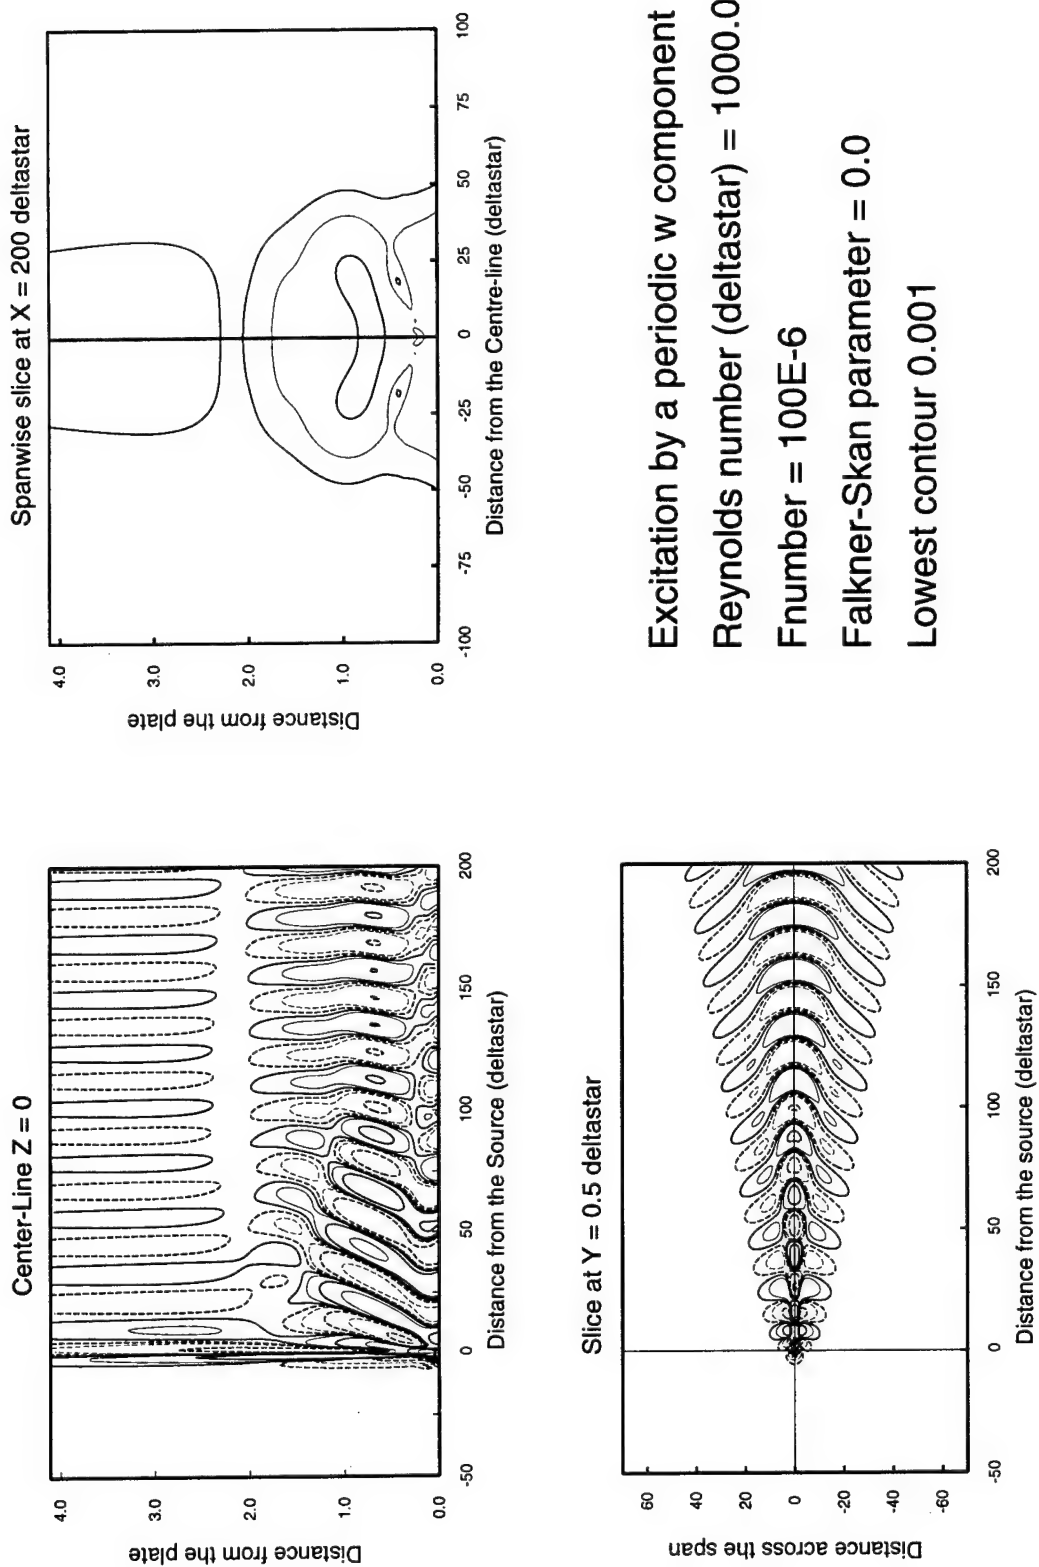 Center-Line Z = 0
Distance from the plate
4.0
3.0
2.0
1.0
0.0
-50
0
50
100
150
200
Distance from the Source (deltastar)
Spanwise slice at X = 200 deltastar
Distance from the plate
4.0
3.0
2.0
1.0
0.0
-100
-75
-50
-25
0
25
50
75
100
Distance from the Centre-line (deltastar)
Slice at Y = 0.5 deltastar
Distance across the span
60
40
20
0
-20
-40
-60
-50
0
50
100
150
200
Distance from the source (deltastar)
Excitation by a periodic w component
Reynolds number (deltastar) = 1000.0
Fnumber = 100E-6
Falkner-Skan parameter = 0.0
Lowest contour 0.001